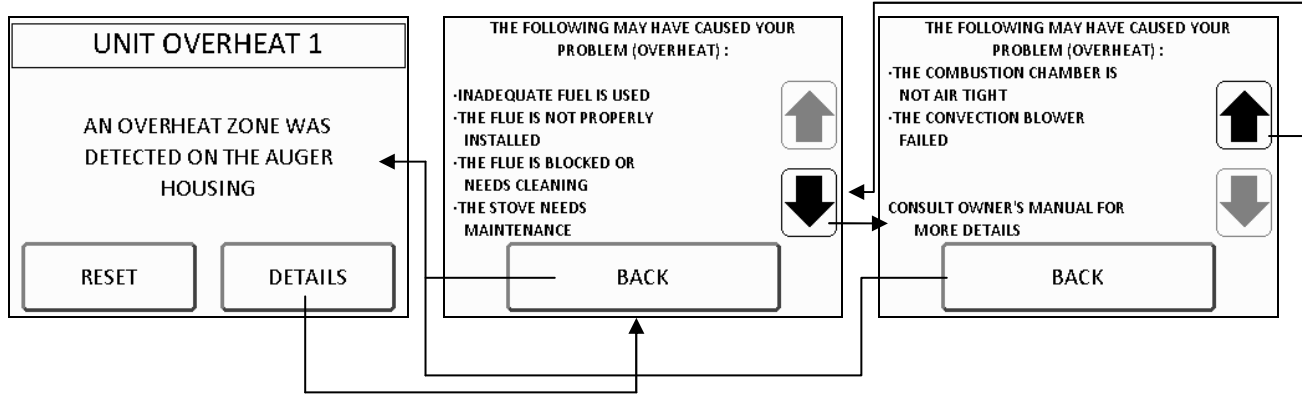 UNIT OVERHEAT 1
AN OVERHEAT ZONE WAS
DETECTED ON THE AUGER
HOUSING
RESET
DETAILS
THE FOLLOWING MAY HAVE CAUSED YOUR
PROBLEM (OVERHEAT) :
·INADEQUATE FUEL IS USED
·THE FLUE IS NOT PROPERLY
INSTALLED
·THE FLUE IS BLOCKED OR
NEEDS CLEANING
·THE STOVE NEEDS
MAINTENANCE
BACK
THE FOLLOWING MAY HAVE CAUSED YOUR
PROBLEM (OVERHEAT) :
·THE COMBUSTION CHAMBER IS
NOT AIR TIGHT
·THE CONVECTION BLOWER
FAILED
CONSULT OWNER'S MANUAL FOR
MORE DETAILS
BACK